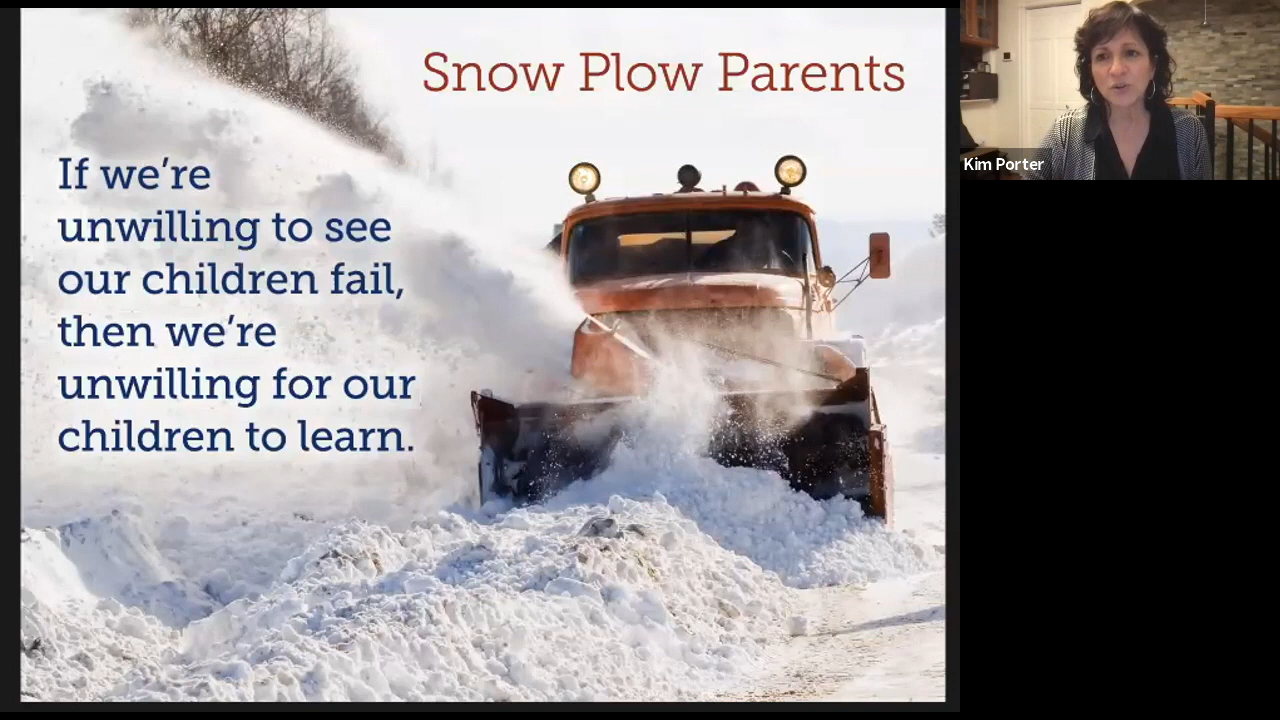 Snow Plow Parents
If we're
unwilling to see
our children fail,
then we're
unwilling for our
children to learn.
Kim Porter